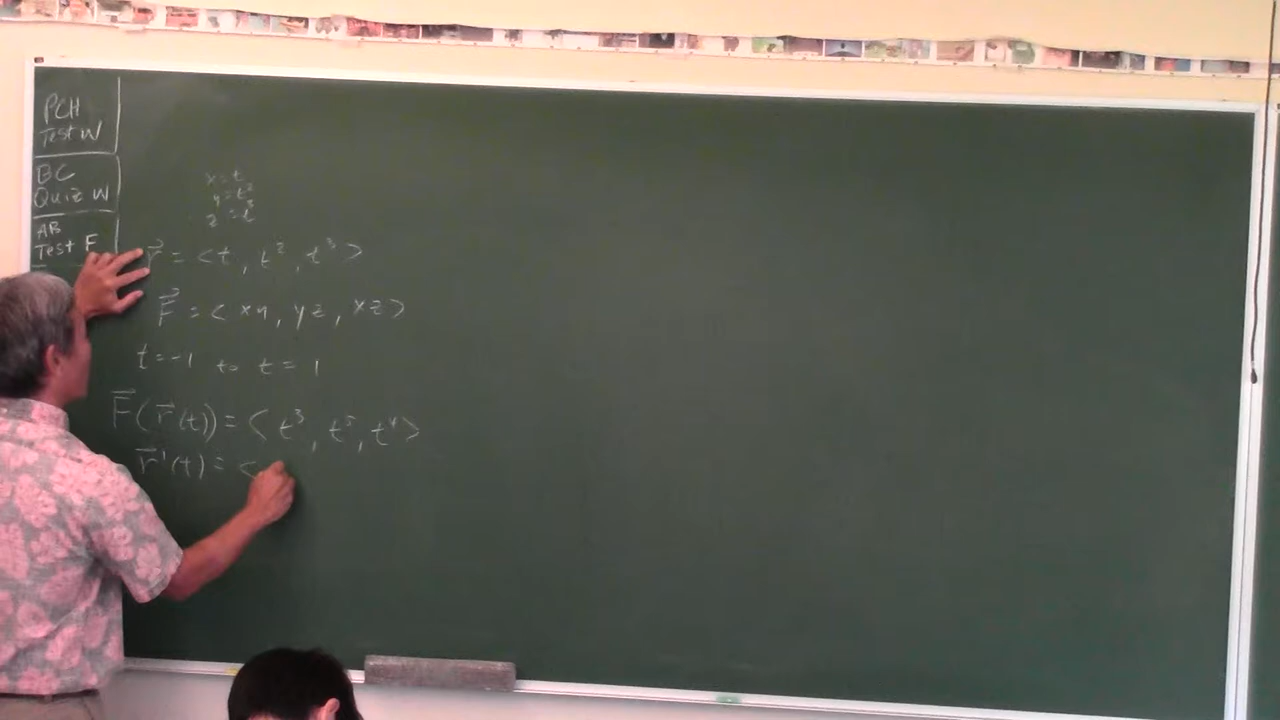 PCH
Test W
BC
Quiz W
AB
Test F
x=t
y=t²
z=t³
r⃗ = <t, t², t³>
F⃗ = < xy, yz, xz>
t=-1 to t = 1
F⃗(r⃗(t)) = <t³, t⁵, t⁴>
r⃗'(t) = <